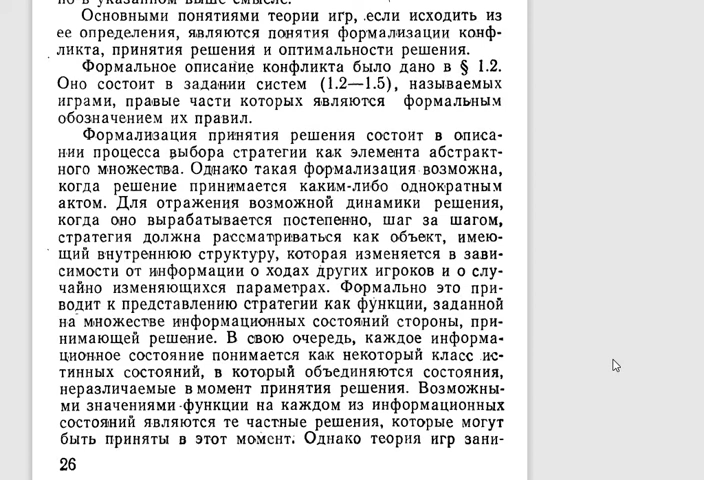 но в указанном выше смысле.
Основными понятиями теории игр, если исходить из
ее определения, являются понятия формализации конф-
ликта, принятия решения и оптимальности решения.
Формальное описание конфликта было дано в § 1.2.
Оно состоит в задании систем (1.2—1.5), называемых
играми, правые части которых являются формальным
обозначением их правил.
Формализация принятия решения состоит в описа-
нии процесса выбора стратегии как элемента абстракт-
ного множества. Однако такая формализация возможна,
когда решение принимается каким-либо однократным
актом. Для отражения возможной динамики решения,
когда оно вырабатывается постепенно, шаг за шагом,
стратегия должна рассматриваться как объект, имею-
щий внутреннюю структуру, которая изменяется в зави-
симости от информации о ходах других игроков и о слу-
чайно изменяющихся параметрах. Формально это при-
водит к представлению стратегии как функции, заданной
на множестве информационных состояний стороны, при-
нимающей решение. В свою очередь, каждое информа-
ционное состояние понимается как некоторый класс ис-
тинных состояний, в который объединяются состояния,
неразличаемые в момент принятия решения. Возможны-
ми значениями функции на каждом из информационных
состояний являются те частные решения, которые могут
быть приняты в этот момент. Однако теория игр зани-
26